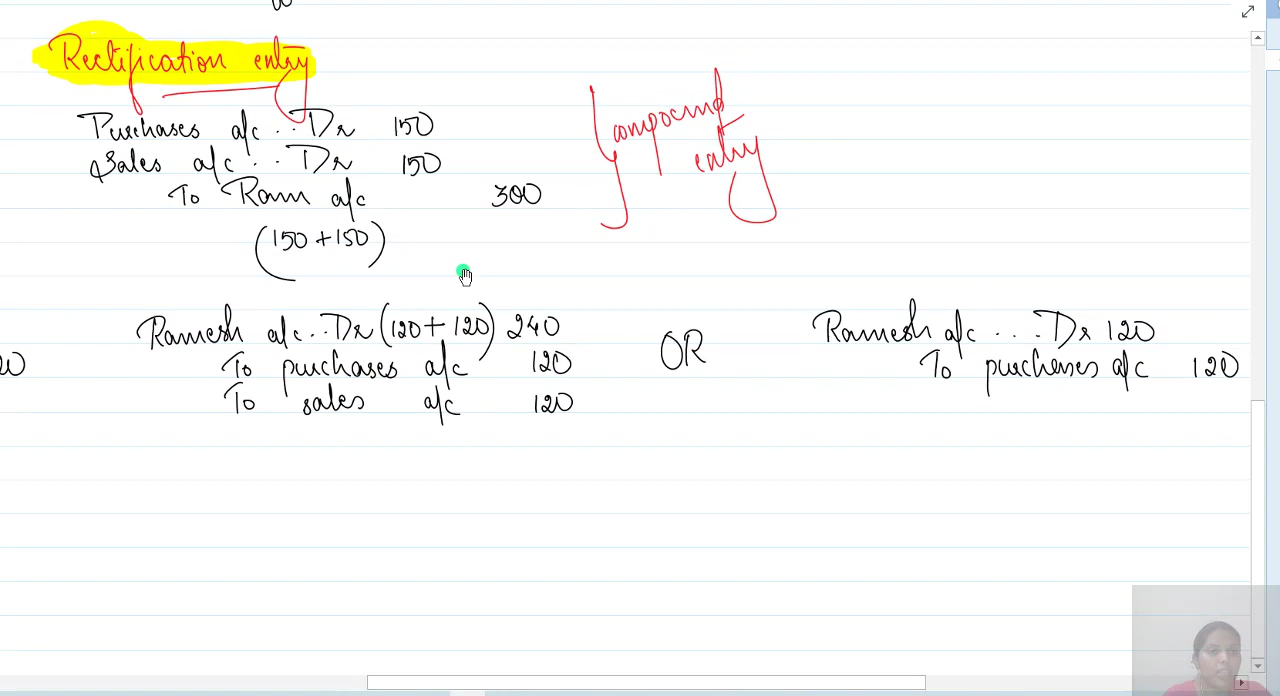 Rectification entry
Purchases a/c .. Dr 150
Sales a/c .. Dr 150
To Ram a/c 300
(150 + 150)
Compound
entry
Ramesh a/c .. Dr (120 + 120) 240
To purchases a/c 120
To sales a/c 120
OR
Ramesh a/c .... Dr 120
To purchases a/c 120